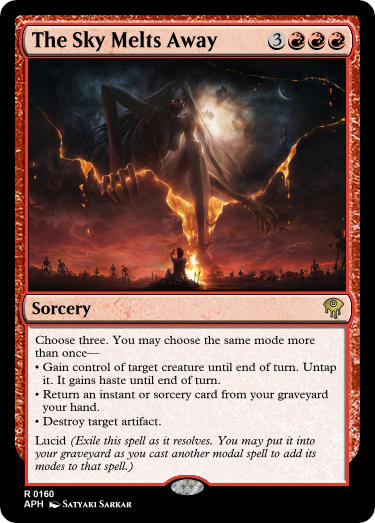 The Sky Melts Away 3
Sorcery
Choose three. You may choose the same mode more
than once—
• Gain control of target creature until end of turn. Untap
it. It gains haste until end of turn.
• Return an instant or sorcery card from your graveyard
your hand.
• Destroy target artifact.
Lucid (Exile this spell as it resolves. You may put it into
your graveyard as you cast another modal spell to add its
modes to that spell.)
R 0160
APH Satyaki Sarkar